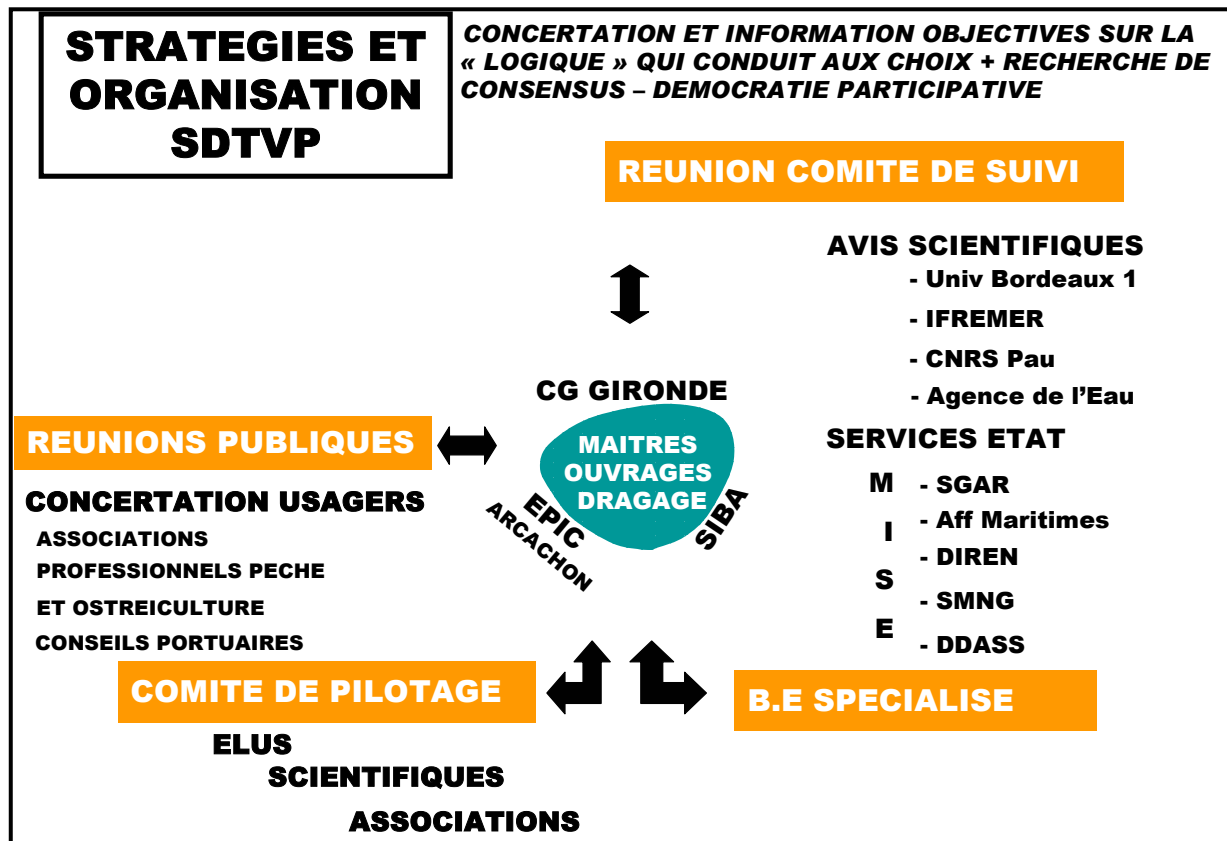 STRATEGIES ET
ORGANISATION
SDTVP
CONCERTATION ET INFORMATION OBJECTIVES SUR LA
« LOGIQUE » QUI CONDUIT AUX CHOIX + RECHERCHE DE
CONSENSUS – DEMOCRATIE PARTICIPATIVE
REUNION COMITE DE SUIVI
AVIS SCIENTIFIQUES
- Univ Bordeaux 1
- IFREMER
- CNRS Pau
- Agence de l’Eau
SERVICES ETAT
M
I
S
E
- SGAR
- Aff Maritimes
- DIREN
- SMNG
- DDASS
CG GIRONDE
MAITRES
OUVRAGES
DRAGAGE
EPIC
ARCACHON
SIBA
REUNIONS PUBLIQUES
CONCERTATION USAGERS
ASSOCIATIONS
PROFESSIONNELS PECHE
ET OSTREICULTURE
CONSEILS PORTUAIRES
COMITE DE PILOTAGE
ELUS
SCIENTIFIQUES
ASSOCIATIONS
B.E SPECIALISE